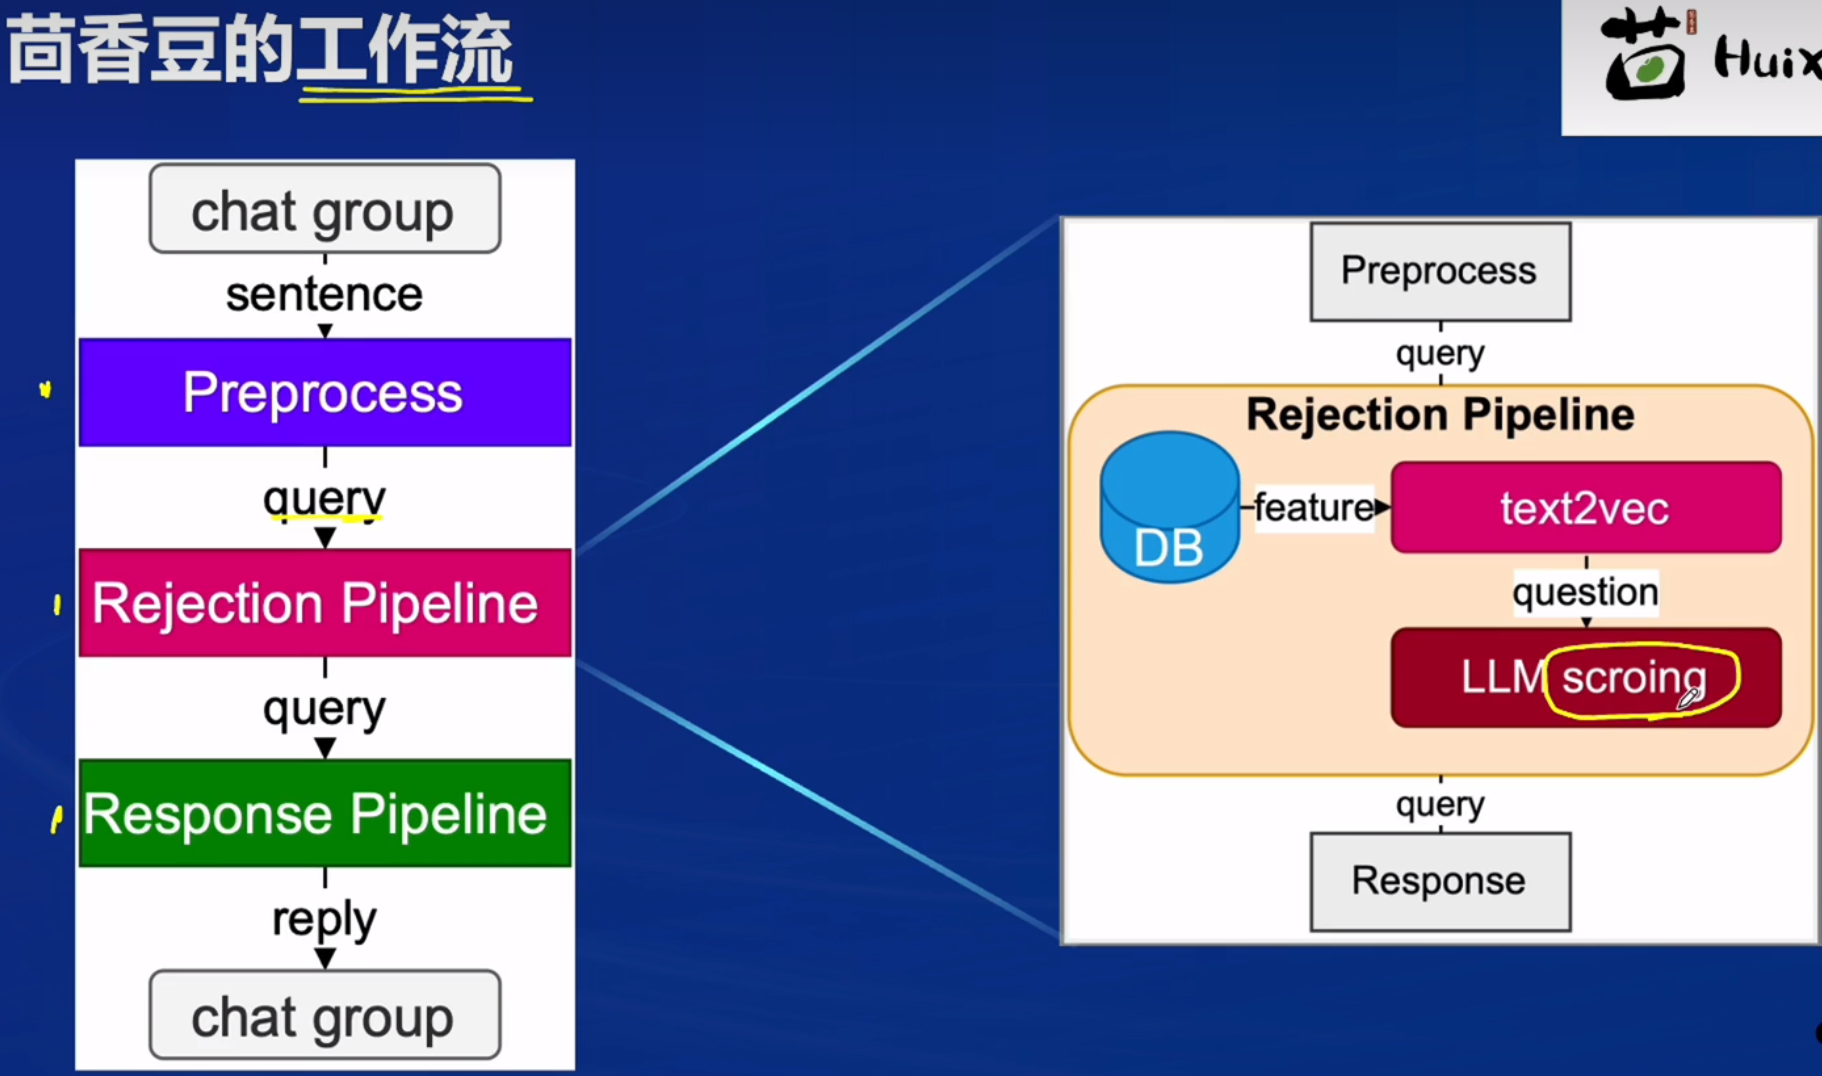 茴香豆的工作流
茴 Huix
chat group
sentence
Preprocess
query
Rejection Pipeline
query
Response Pipeline
reply
chat group
Preprocess
query
Rejection Pipeline
DB
feature
text2vec
question
LLM scroing
query
Response